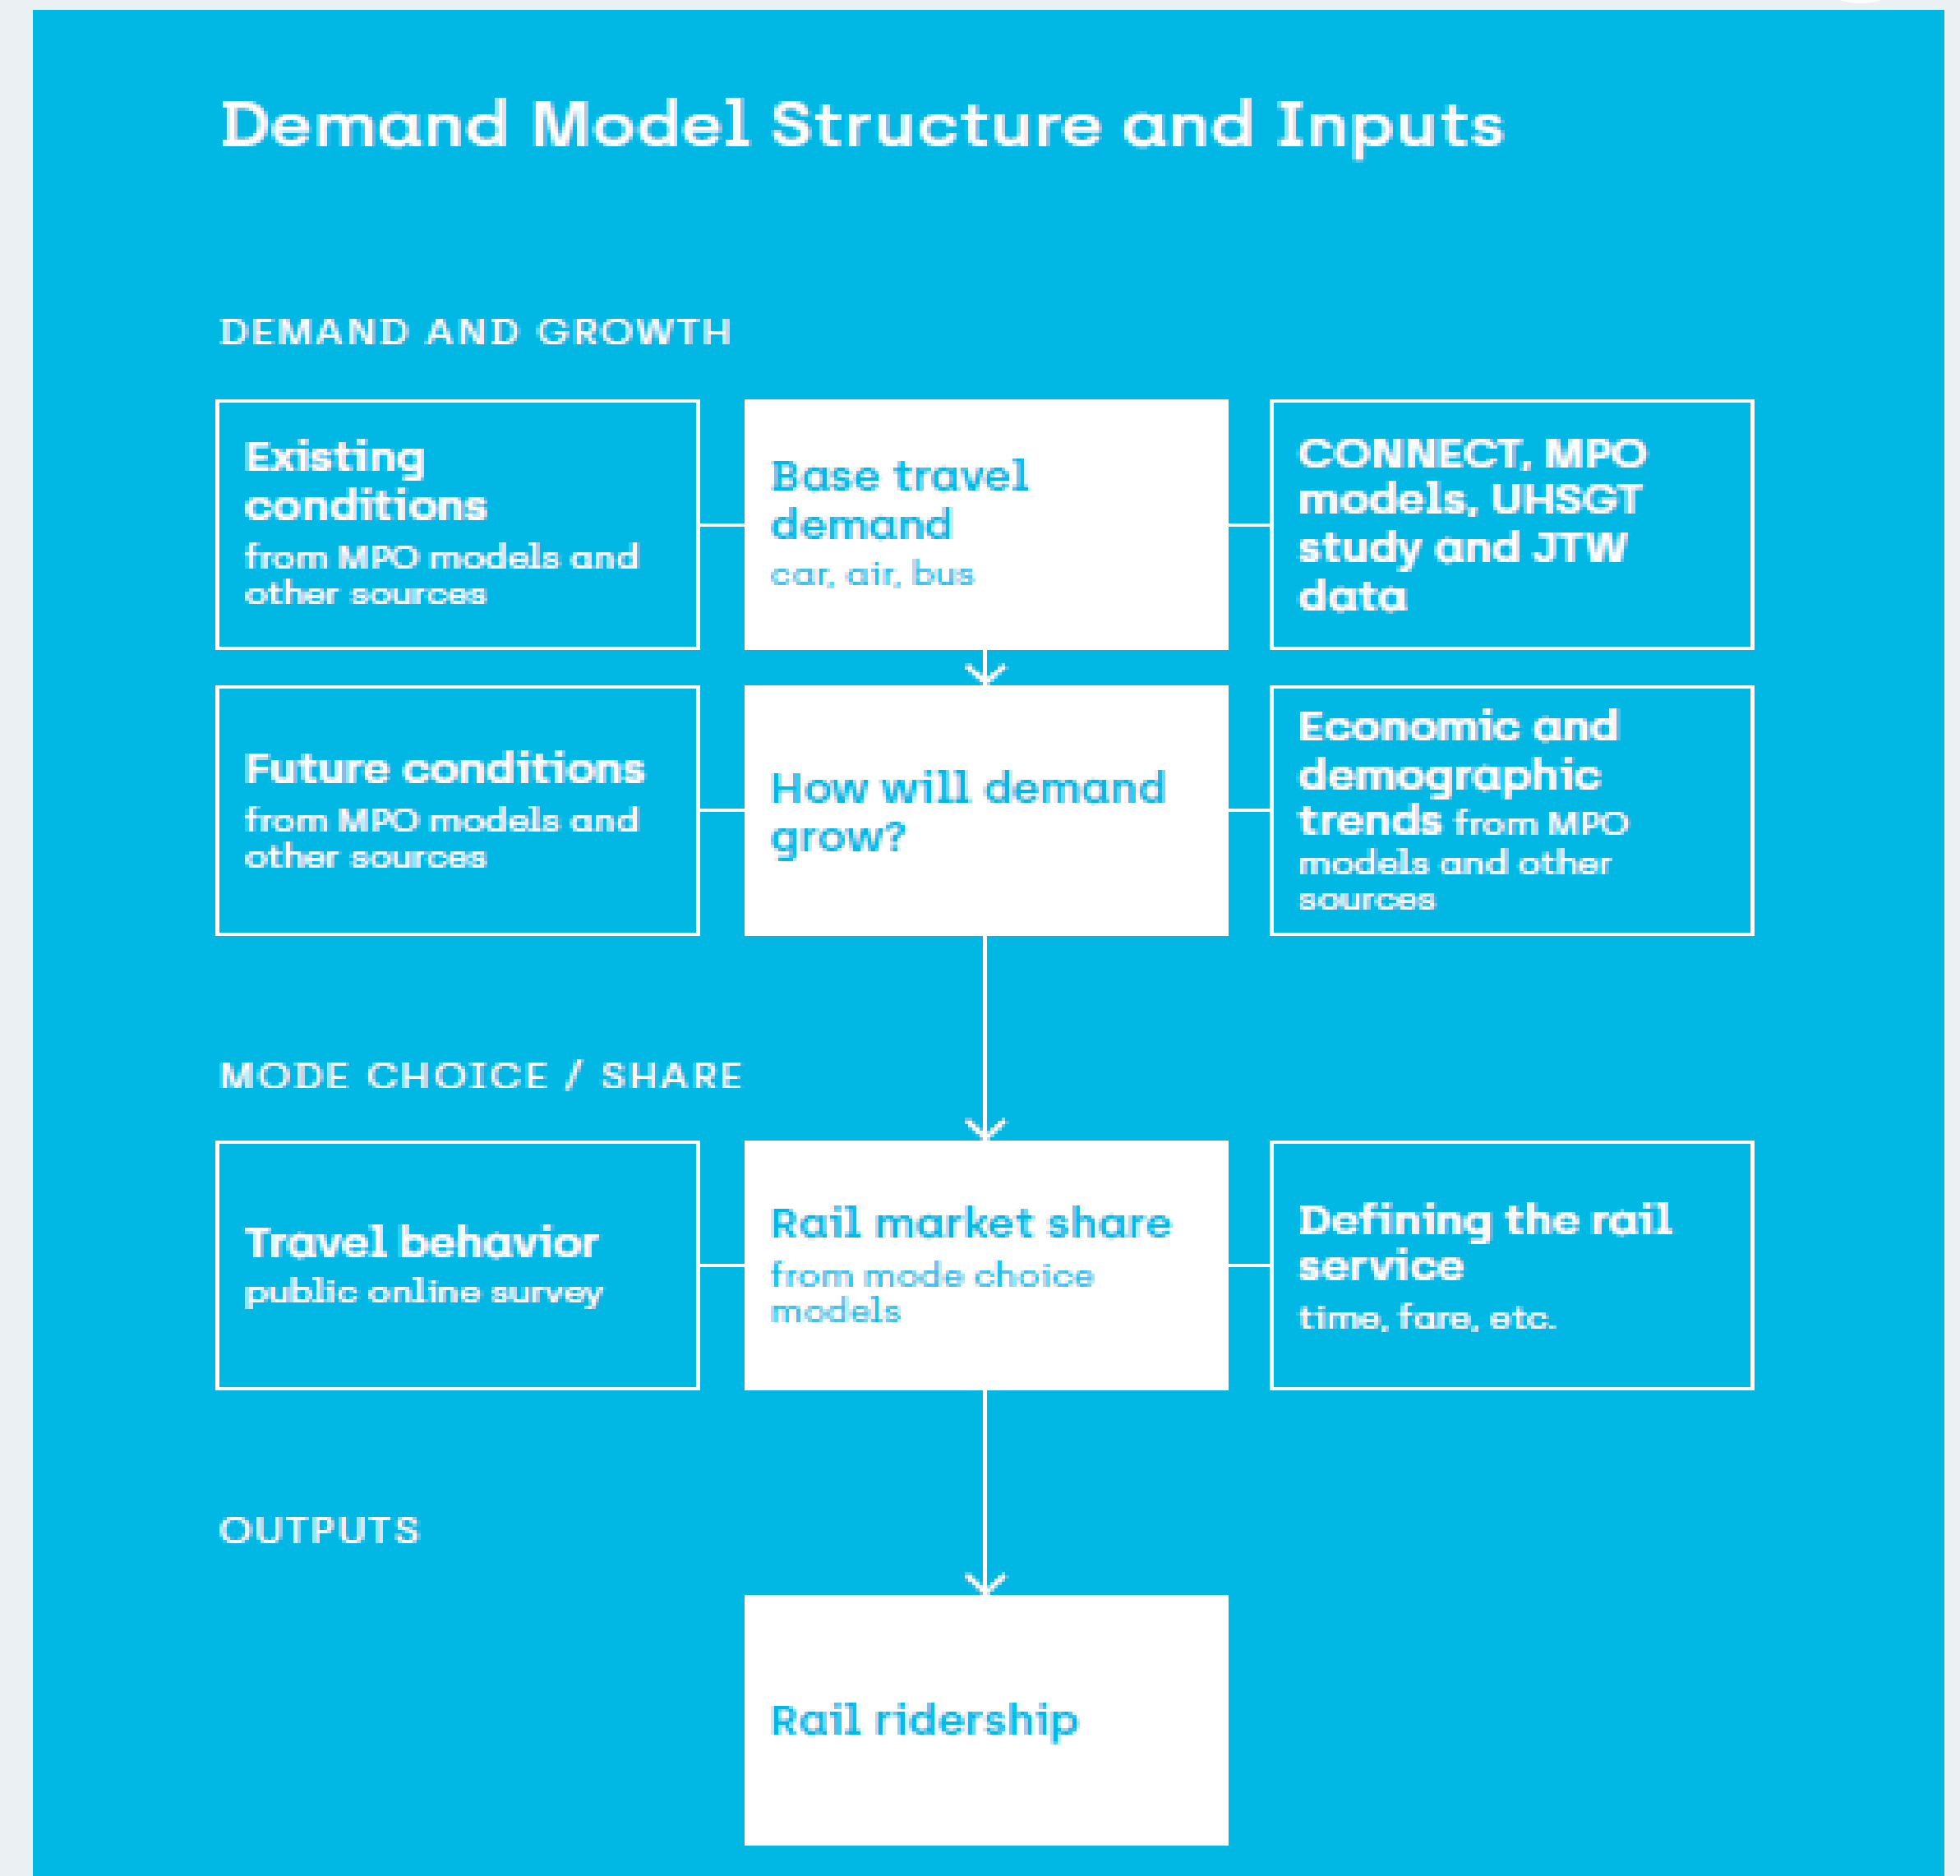 Demand Model Structure and Inputs
DEMAND AND GROWTH
Existing
conditions
from MPO models and
other sources
Base travel
demand
car, air, bus
CONNECT, MPO
models, UHSGT
study and JTW
data
Future conditions
from MPO models and
other sources
How will demand
grow?
Economic and
demographic
trends from MPO
models and other
sources
MODE CHOICE / SHARE
Travel behavior
public online survey
Rail market share
from mode choice
models
Defining the rail
service
time, fare, etc.
OUTPUTS
Rail ridership